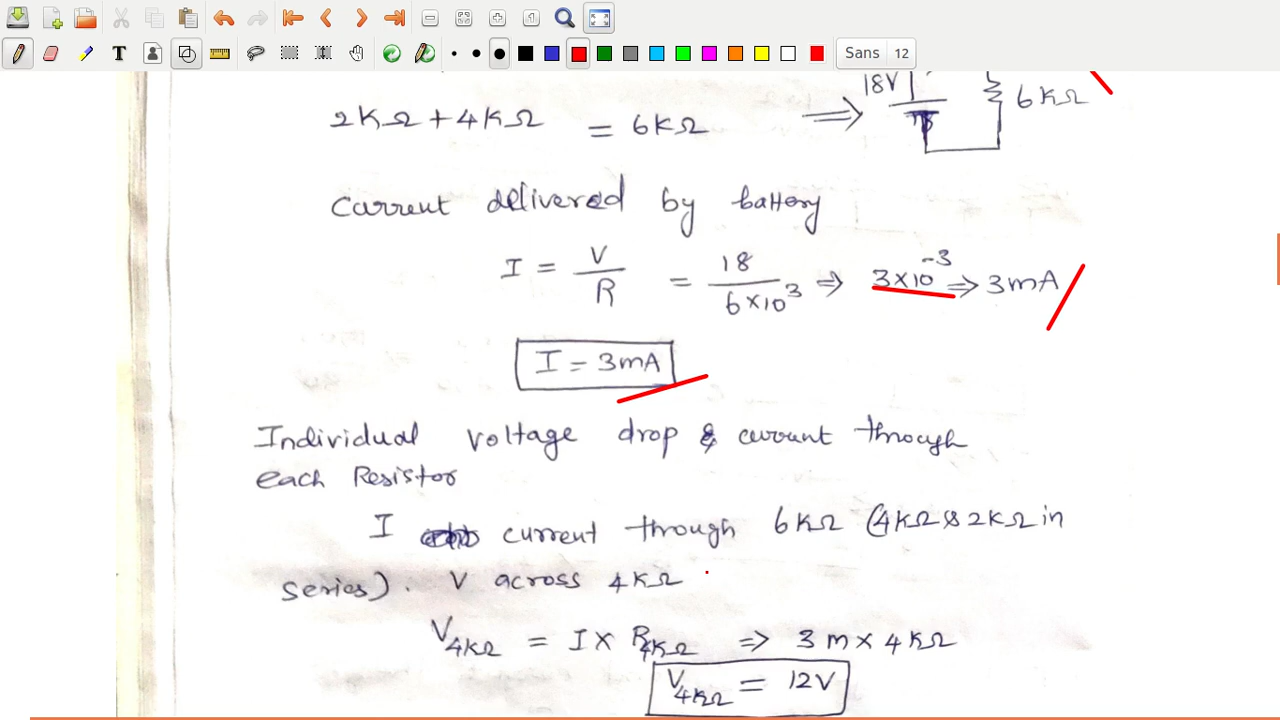 T Sans 12
18V
6KΩ
2KΩ+4KΩ = 6KΩ ⟹
Current delivered by battery
I = V/R = 18/6×10³ ⇒ 3×10⁻³ ⇒ 3mA
I = 3mA
Individual voltage drop & current through
each Resistor
I current through 6KΩ (4KΩ & 2KΩ in
series). V across 4KΩ
V4KΩ = I× R4KΩ ⇒ 3m×4KΩ
V4KΩ = 12V